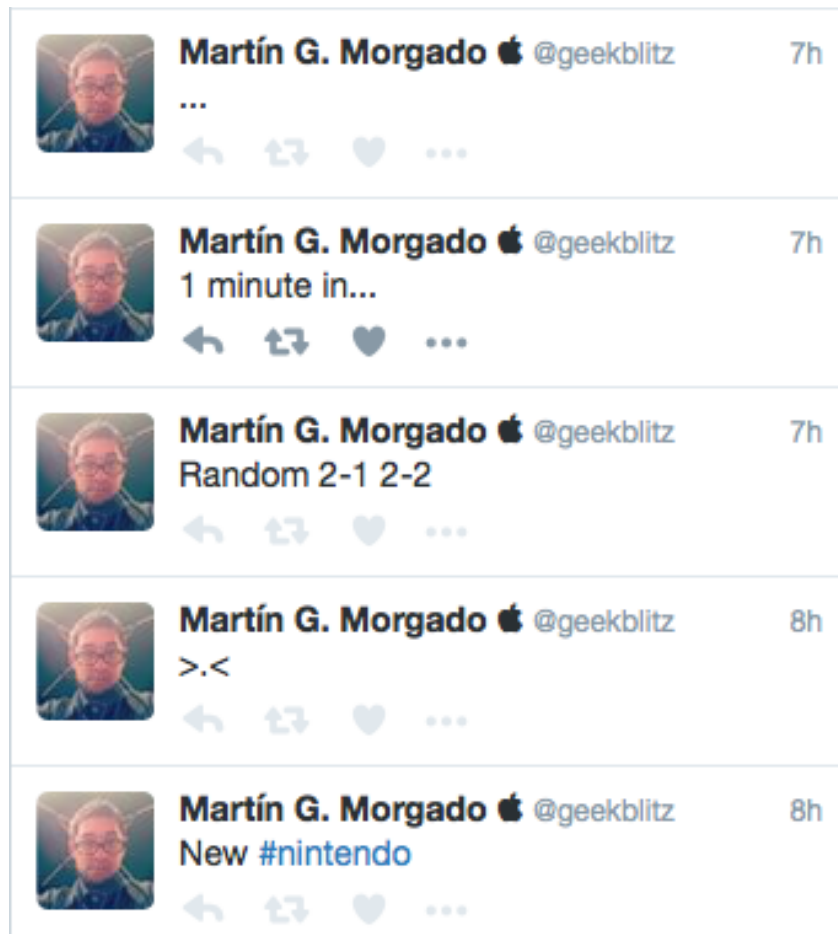 Martín G. Morgado @geekblitz 7h
...
Martín G. Morgado @geekblitz 7h
1 minute in...
Martín G. Morgado @geekblitz 7h
Random 2-1 2-2
Martín G. Morgado @geekblitz 8h
>.<
Martín G. Morgado @geekblitz 8h
New #nintendo